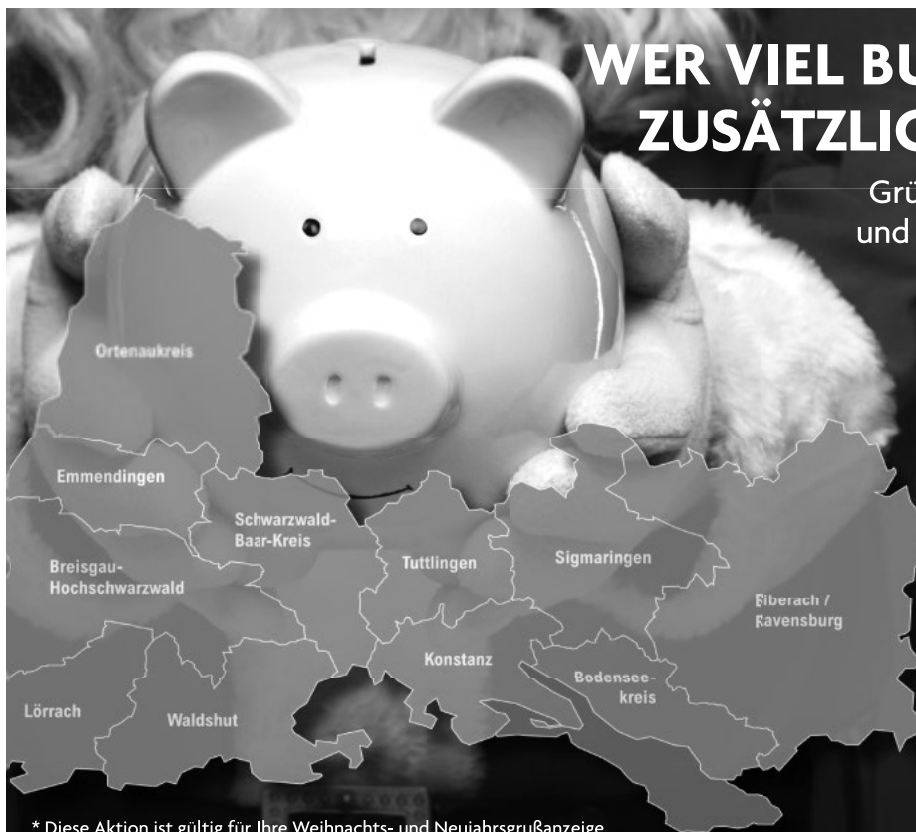 WER VIEL BU
ZUSÄTZLIC
Grü
und
Ortenaukreis
Emmendingen
Schwarzwald-
Baar-Kreis
Tuttlingen
Sigmaringen
Breisgau-
Hochschwarzwald
Biberach /
Ravensburg
Konstanz
Bodensee-
kreis
Lörrach
Waldshut
* Diese Aktion ist gültig für Ihre Weihnachts- und Neujahrsgrußanzeige